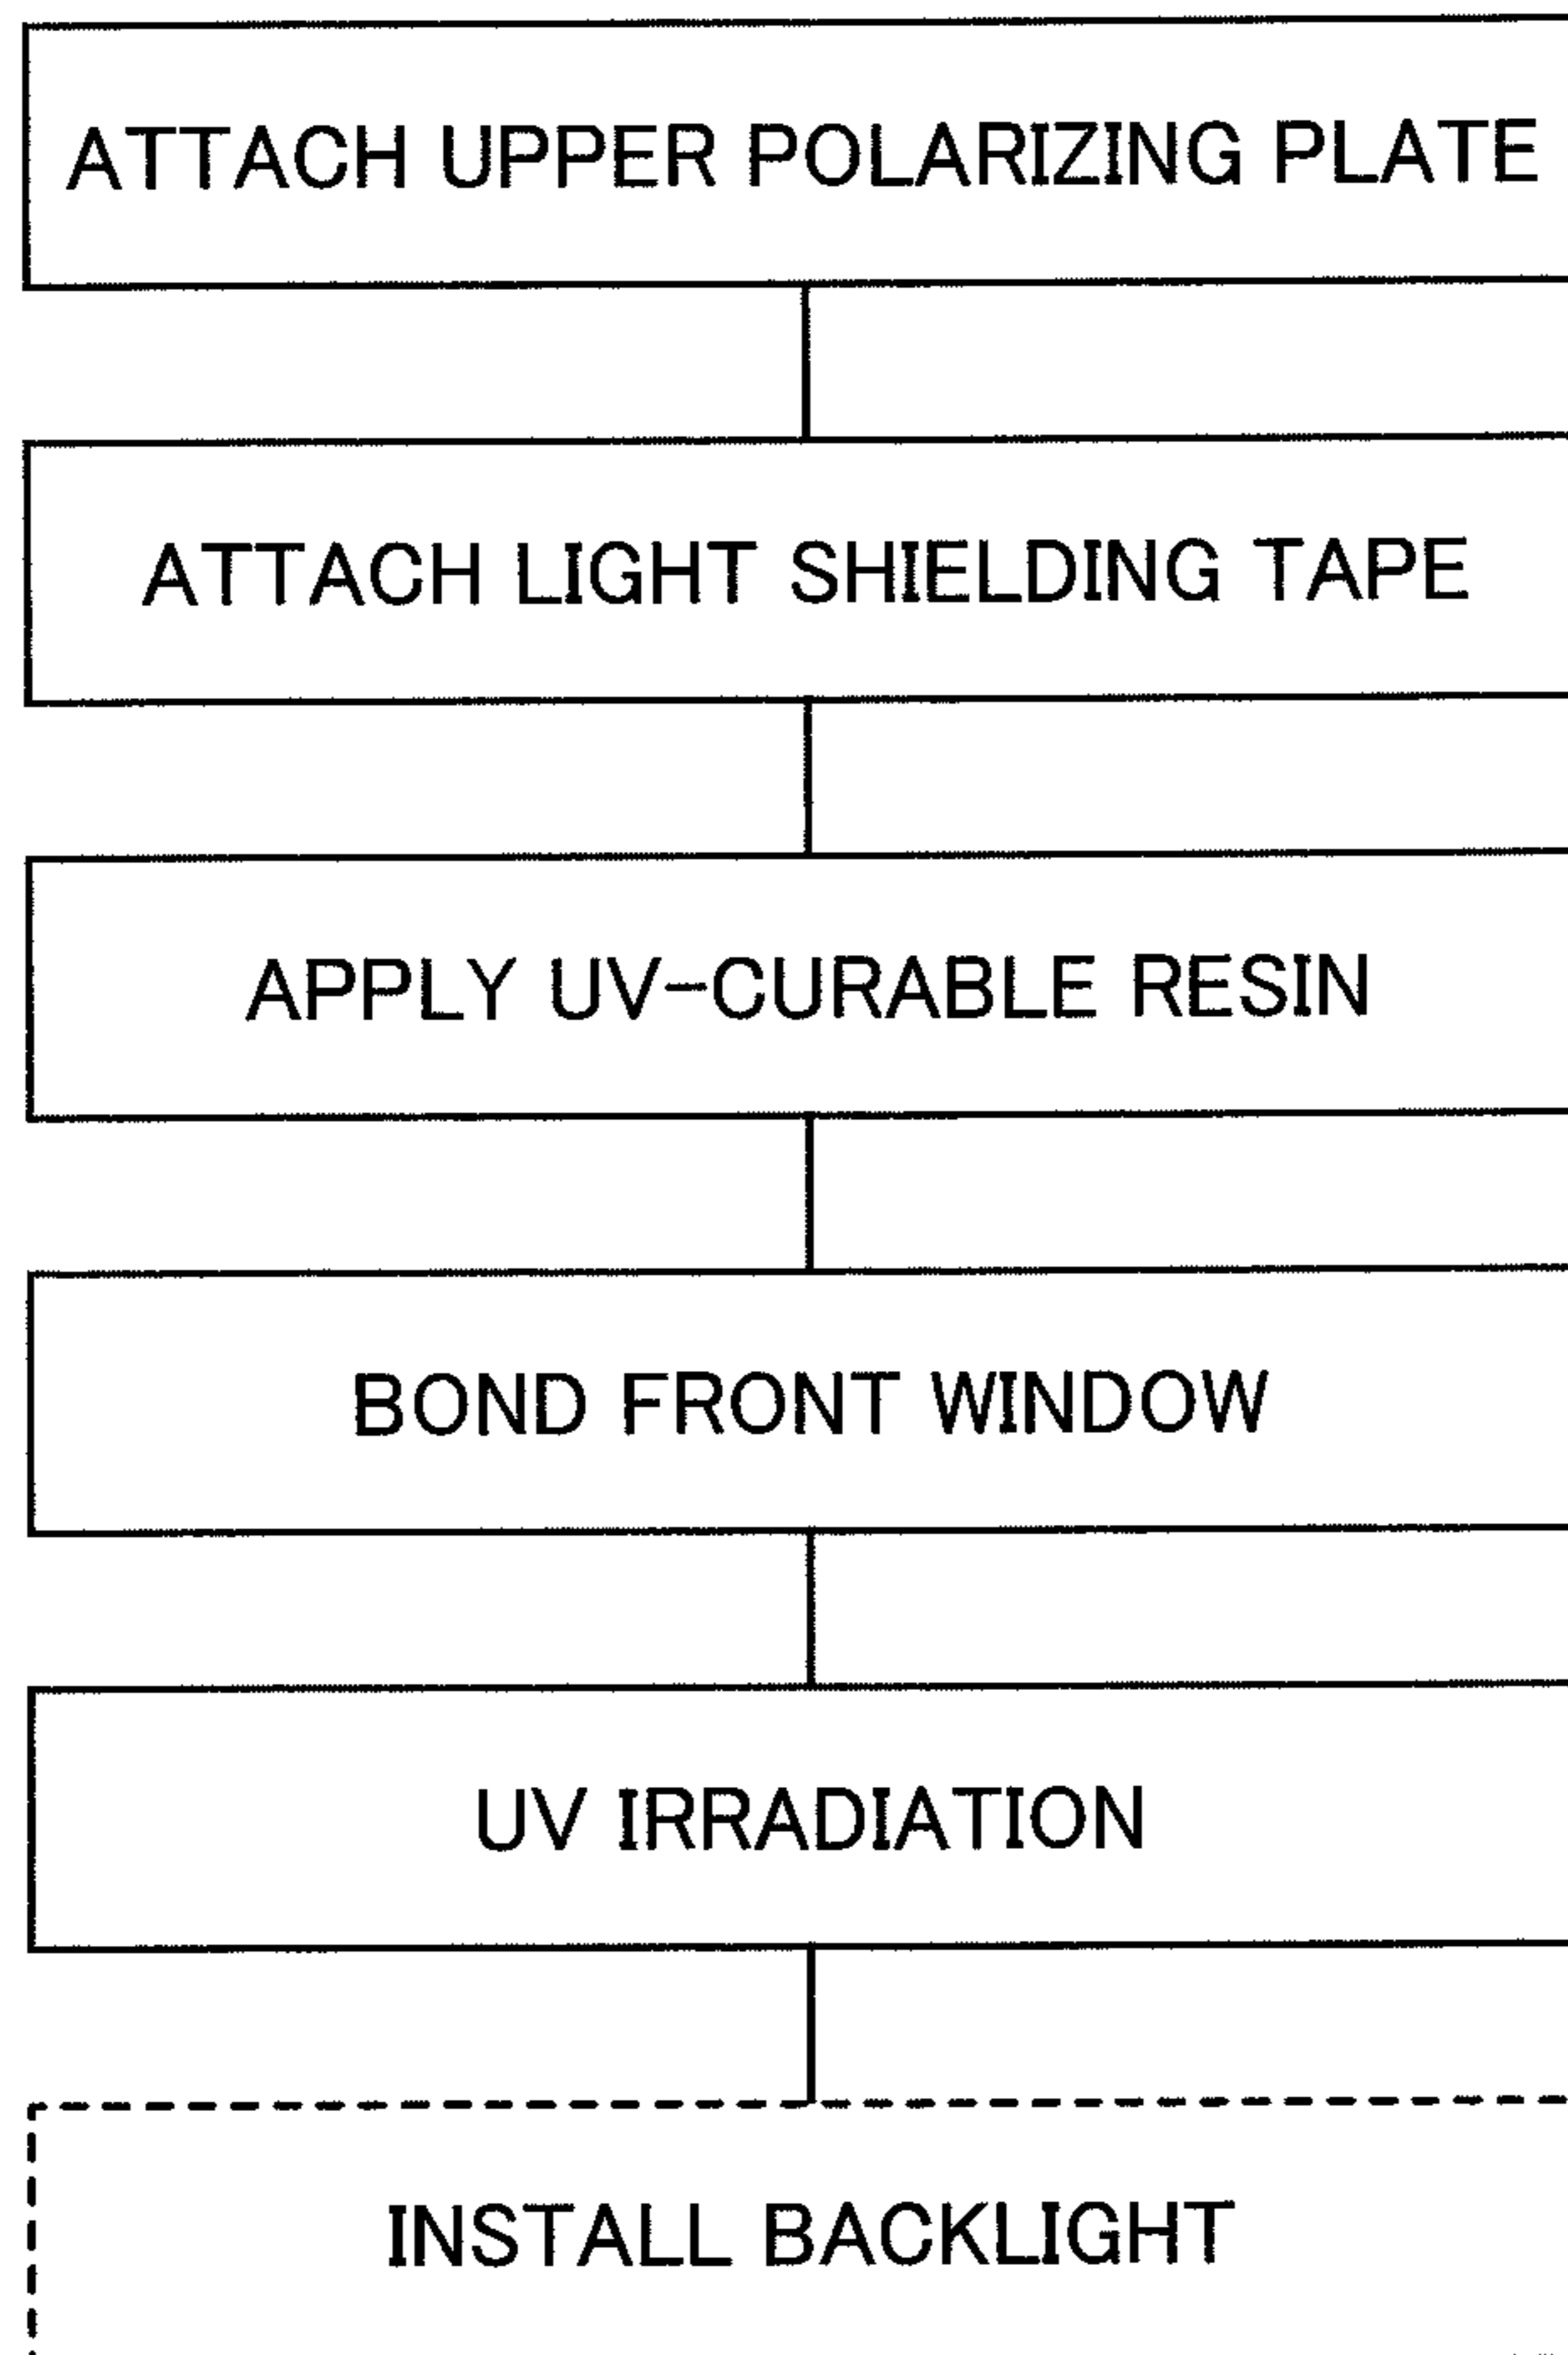 ATTACH UPPER POLARIZING PLATE
ATTACH LIGHT SHIELDING TAPE
APPLY UV-CURABLE RESIN
BOND FRONT WINDOW
UV IRRADIATION
INSTALL BACKLIGHT